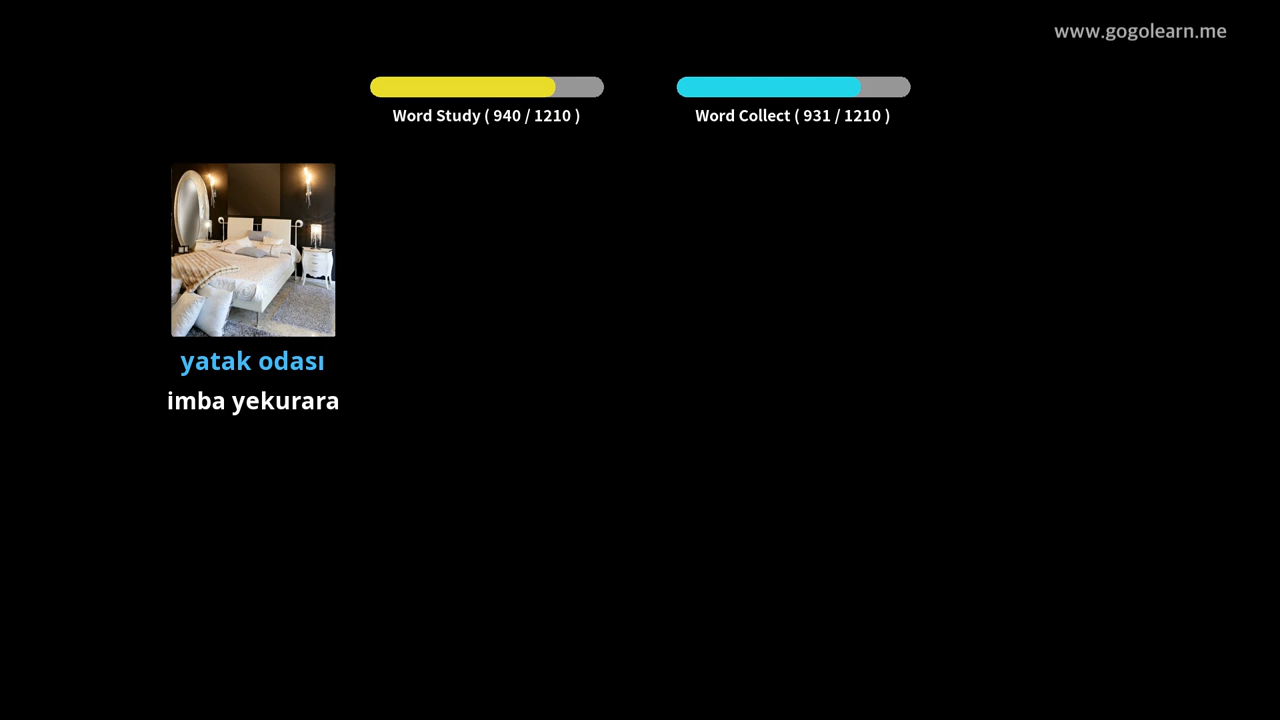 www.gogolearn.me
Word Study ( 940 / 1210 )
Word Collect ( 931 / 1210 )
yatak odası
imba yekurara